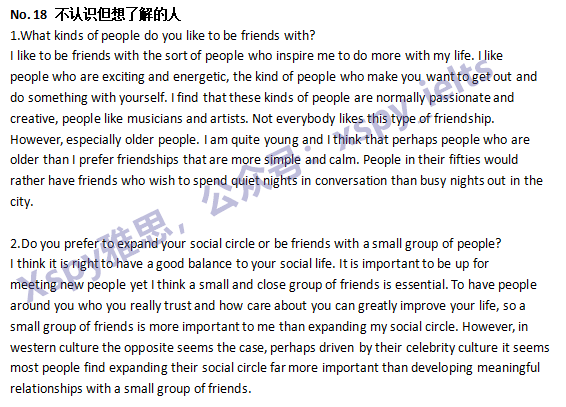 No. 18 不认识但想了解的人
1.What kinds of people do you like to be friends with?
I like to be friends with the sort of people who inspire me to do more with my life. I like
people who are exciting and energetic, the kind of people who make you want to get out and
do something with yourself. I find that these kinds of people are normally passionate and
creative, people like musicians and artists. Not everybody likes this type of friendship.
However, especially older people. I am quite young and I think that perhaps people who are
older than I prefer friendships that are more simple and calm. People in their fifties would
rather have friends who wish to spend quiet nights in conversation than busy nights out in the
city.
2.Do you prefer to expand your social circle or be friends with a small group of people?
I think it is right to have a good balance to your social life. It is important to be up for
meeting new people yet I think a small and close group of friends is essential. To have people
around you who you really trust and how care about you can greatly improve your life, so a
small group of friends is more important to me than expanding my social circle. However, in
western culture the opposite seems the case, perhaps driven by their celebrity culture it seems
most people find expanding their social circle far more important than developing meaningful
relationships with a small group of friends.
Xspy雅思，公众号：xspy ielts